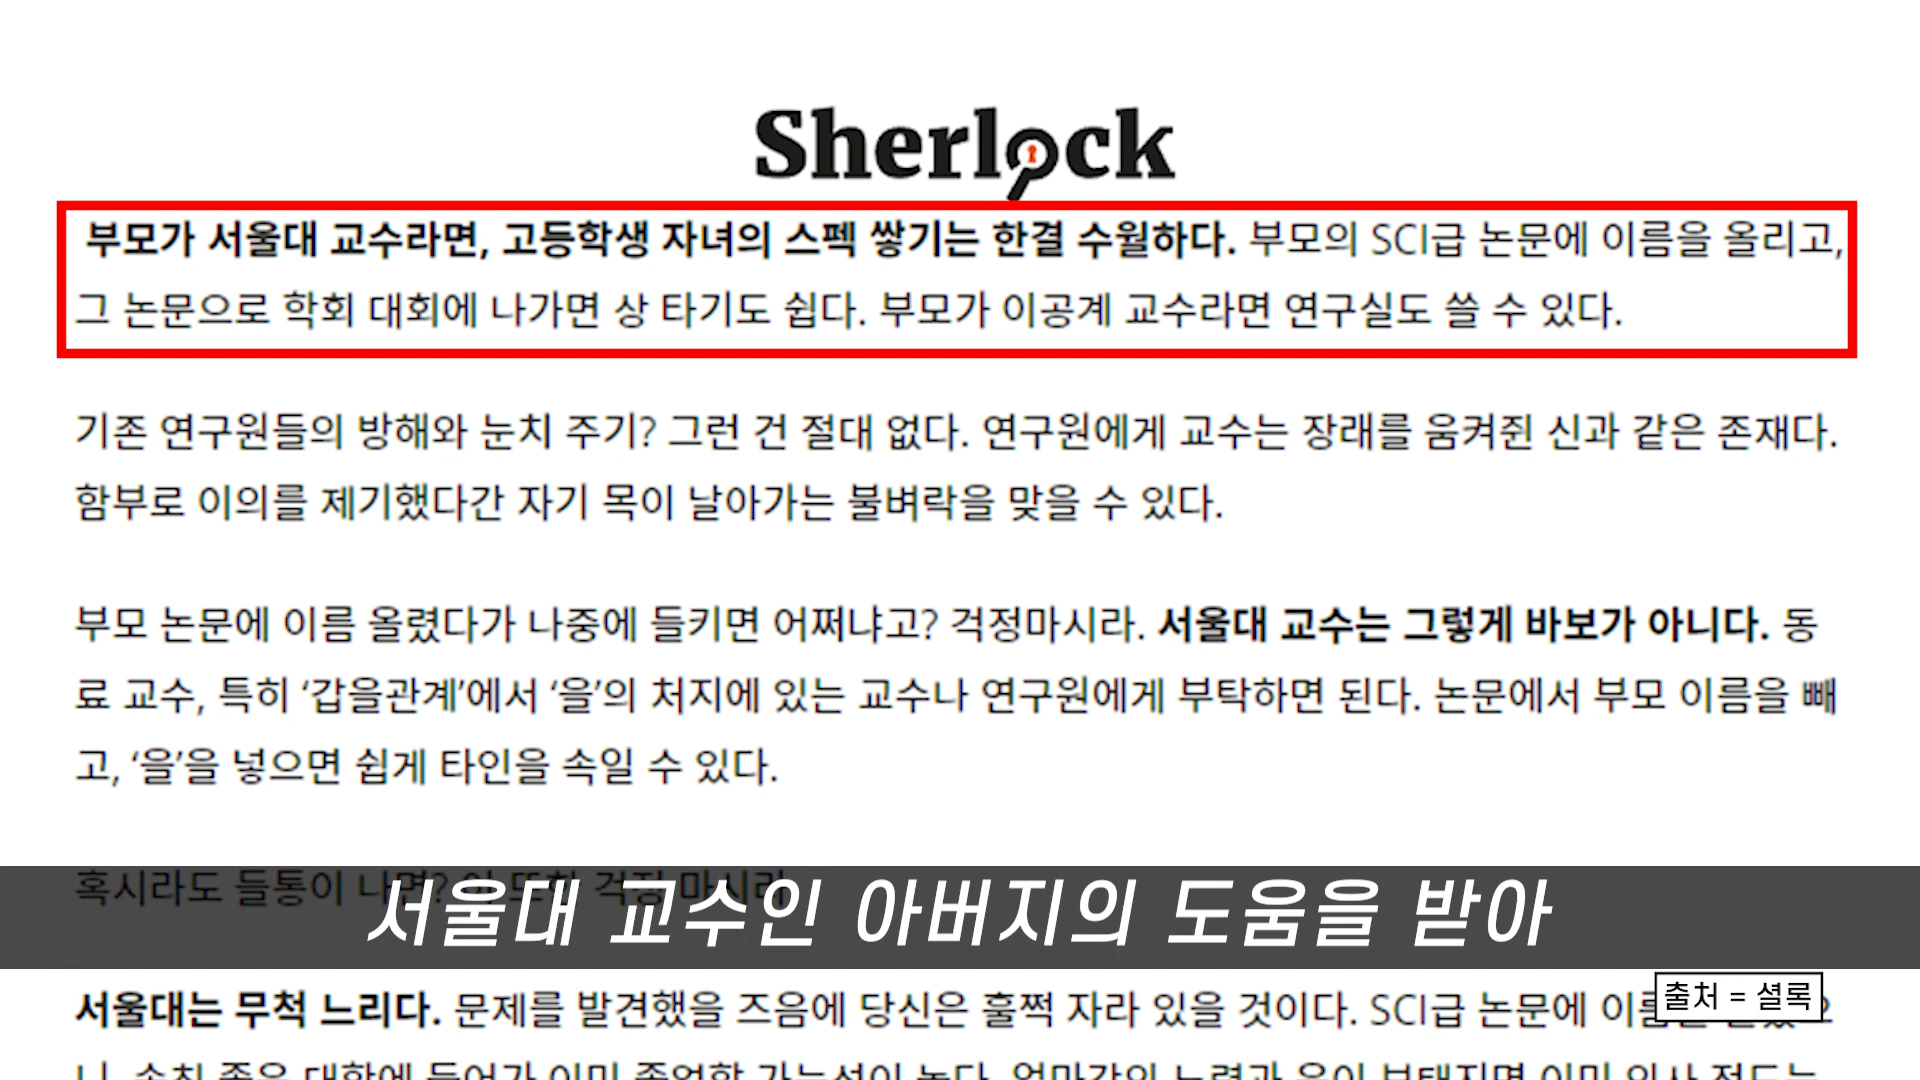 Sherlock
부모가 서울대 교수라면, 고등학생 자녀의 스펙 쌓기는 한결 수월하다. 부모의 SCI급 논문에 이름을 올리고,
그 논문으로 학회 대회에 나가면 상 타기도 쉽다. 부모가 이공계 교수라면 연구실도 쓸 수 있다.
기존 연구원들의 방해와 눈치 주기? 그런 건 절대 없다. 연구원에게 교수는 장래를 움켜쥔 신과 같은 존재다.
함부로 이의를 제기했다간 자기 목이 날아가는 불벼락을 맞을 수 있다.
부모 논문에 이름 올렸다가 나중에 들키면 어쩌냐고? 걱정마시라. 서울대 교수는 그렇게 바보가 아니다. 동
료 교수, 특히 ‘갑을관계’에서 ‘을’의 처지에 있는 교수나 연구원에게 부탁하면 된다. 논문에서 부모 이름을 빼
고, ‘을’을 넣으면 쉽게 타인을 속일 수 있다.
혹시라도 들통이 나면? 이 또한 걱정 마시라
서울대 교수인 아버지의 도움을 받아
서울대는 무척 느리다. 문제를 발견했을 즈음에 당신은 훌쩍 자라 있을 것이다. SCI급 논문에
출처 = 셜록